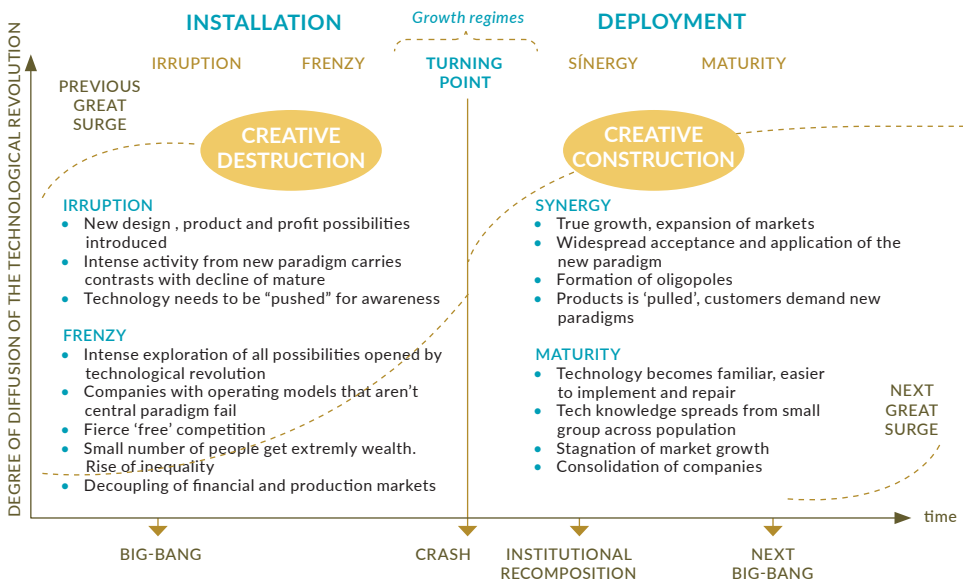 INSTALLATION
Growth regimes
DEPLOYMENT
IRRUPTION
FRENZY
TURNING
POINT
SÍNERGY
MATURITY
DEGREE OF DIFFUSION OF THE TECHNOLOGICAL REVOLUTION
PREVIOUS
GREAT
SURGE
CREATIVE
DESTRUCTION
CREATIVE
CONSTRUCTION
IRRUPTION
• New design , product and profit possibilities
introduced
• Intense activity from new paradigm carries
contrasts with decline of mature
• Technology needs to be “pushed” for awareness
FRENZY
• Intense exploration of all possibilities opened by
technological revolution
• Companies with operating models that aren’t
central paradigm fail
• Fierce ‘free’ competition
• Small number of people get extremly wealth.
Rise of inequality
• Decoupling of financial and production markets
SYNERGY
• True growth, expansion of markets
• Widespread acceptance and application of the
new paradigm
• Formation of oligopoles
• Products is ‘pulled’, customers demand new
paradigms
MATURITY
• Technology becomes familiar, easier
to implement and repair
• Tech knowledge spreads from small
group across population
• Stagnation of market growth
• Consolidation of companies
NEXT
GREAT
SURGE
time
BIG-BANG
CRASH
INSTITUTIONAL
RECOMPOSITION
NEXT
BIG-BANG